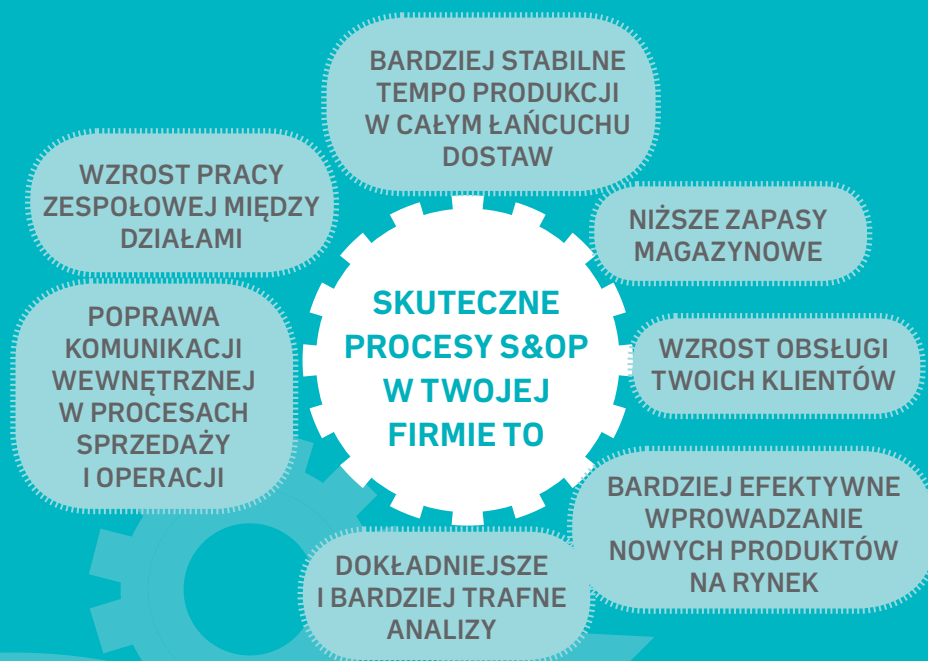 BARDZIEJ STABILNE
TEMPO PRODUKCJI
W CAŁYM ŁAŃCUCHU
DOSTAW
WZROST PRACY
ZESPOŁOWEJ MIĘDZY
DZIAŁAMI
NIŻSZE ZAPASY
MAGAZYNOWE
SKUTECZNE
PROCESY S&OP
W TWOJEJ
FIRMIE TO
POPRAWA
KOMUNIKACJI
WEWNĘTRZNEJ
W PROCESACH
SPRZEDAŻY
I OPERACJI
WZROST OBSŁUGI
TWOICH KLIENTÓW
BARDZIEJ EFEKTYWNE
WPROWADZANIE
NOWYCH PRODUKTÓW
NA RYNEK
DOKŁADNIEJSZE
I BARDZIEJ TRAFNE
ANALIZY